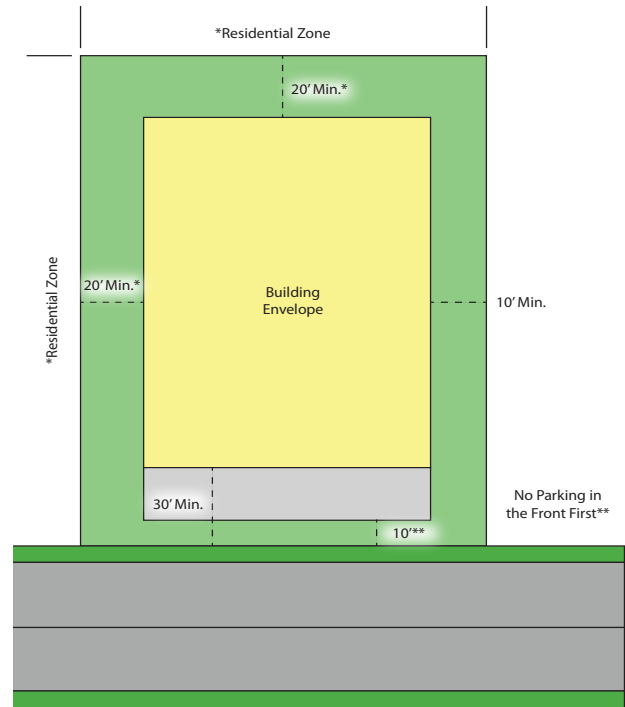 *Residential Zone
20' Min.*
*Residential Zone
20' Min.*
Building
Envelope
10' Min.
30' Min.
No Parking in
the Front First**
10'**